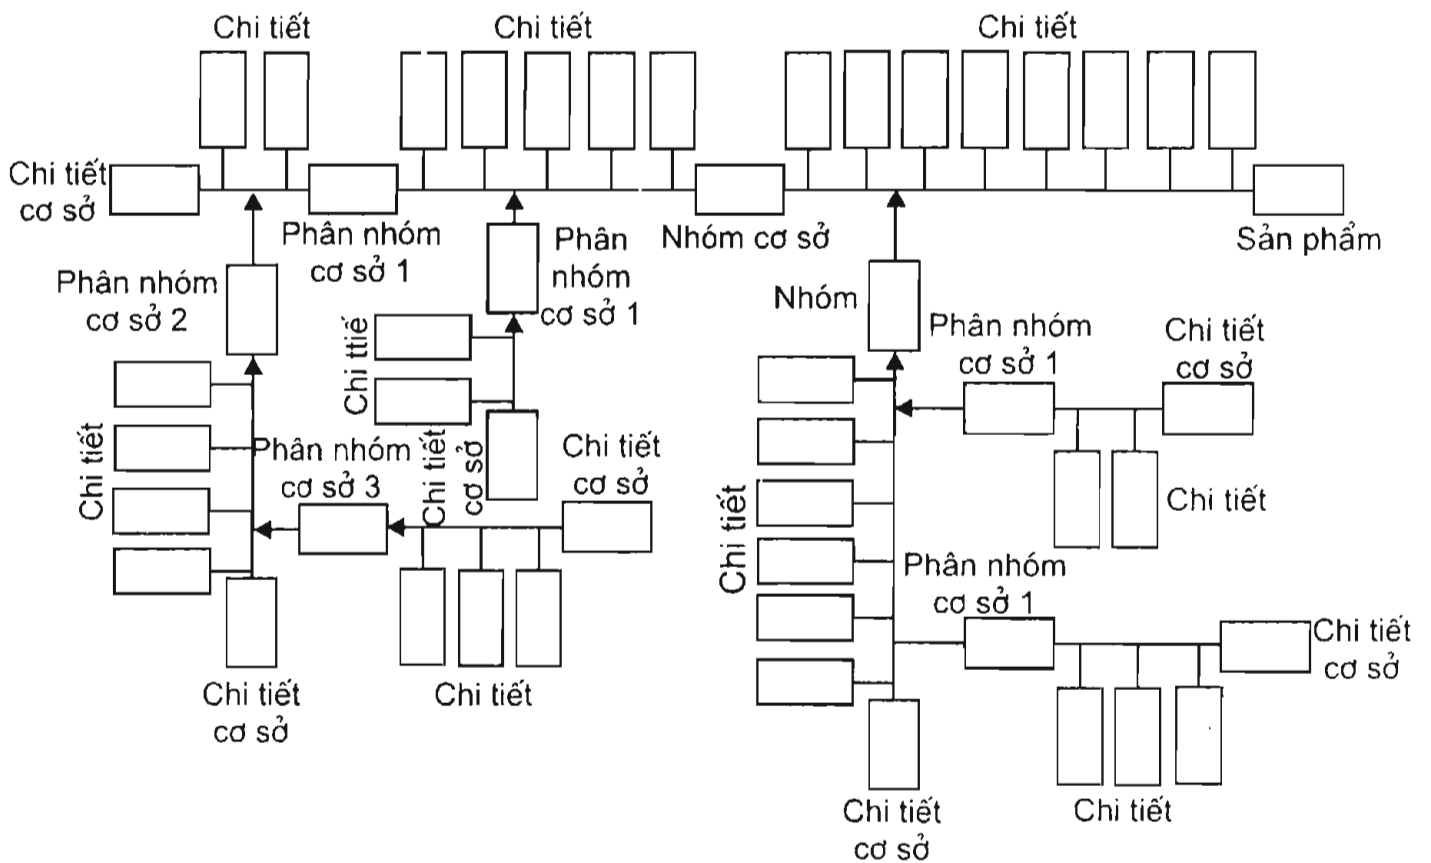 Chi tiết
Chi tiết
Chi tiết
Chi tiết
cơ sở
Phân nhóm
cơ sở 1
Phân
nhóm
cơ sở 1
Nhóm cơ sở
Sản phẩm
Phân nhóm
cơ sở 2
Nhóm
Chi ttiế
Phân nhóm
cơ sở 1
Chi tiết
cơ sở
Chi tiết
Phân nhóm
cơ sở 3
Chi tiết
cơ sở
Chi tiết
cơ sở
Chi tiết
Chi tiết
Phân nhóm
cơ sở 1
Chi tiết
cơ sở
Chi tiết
cơ sở
Chi tiết
Chi tiết
Chi tiết
cơ sở